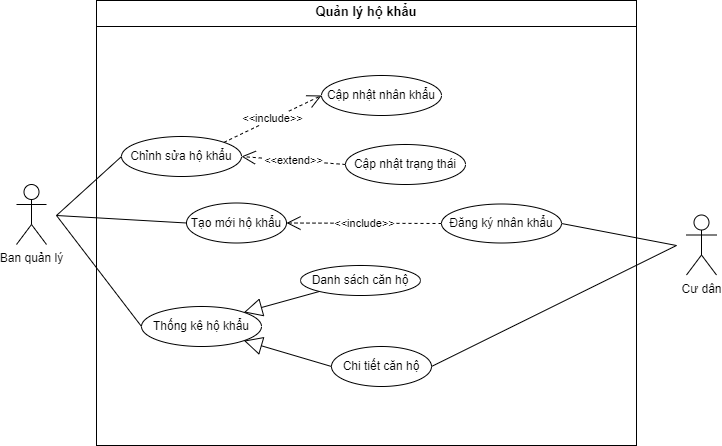 Quản lý hộ khẩu
Cập nhật nhân khẩu
<<include>>
Chỉnh sửa hộ khẩu
<<extend>>
Cập nhật trạng thái
Tạo mới hộ khẩu
<<include>>
Đăng ký nhân khẩu
Ban quản lý
Danh sách căn hộ
Cư dân
Thống kê hộ khẩu
Chi tiết căn hộ